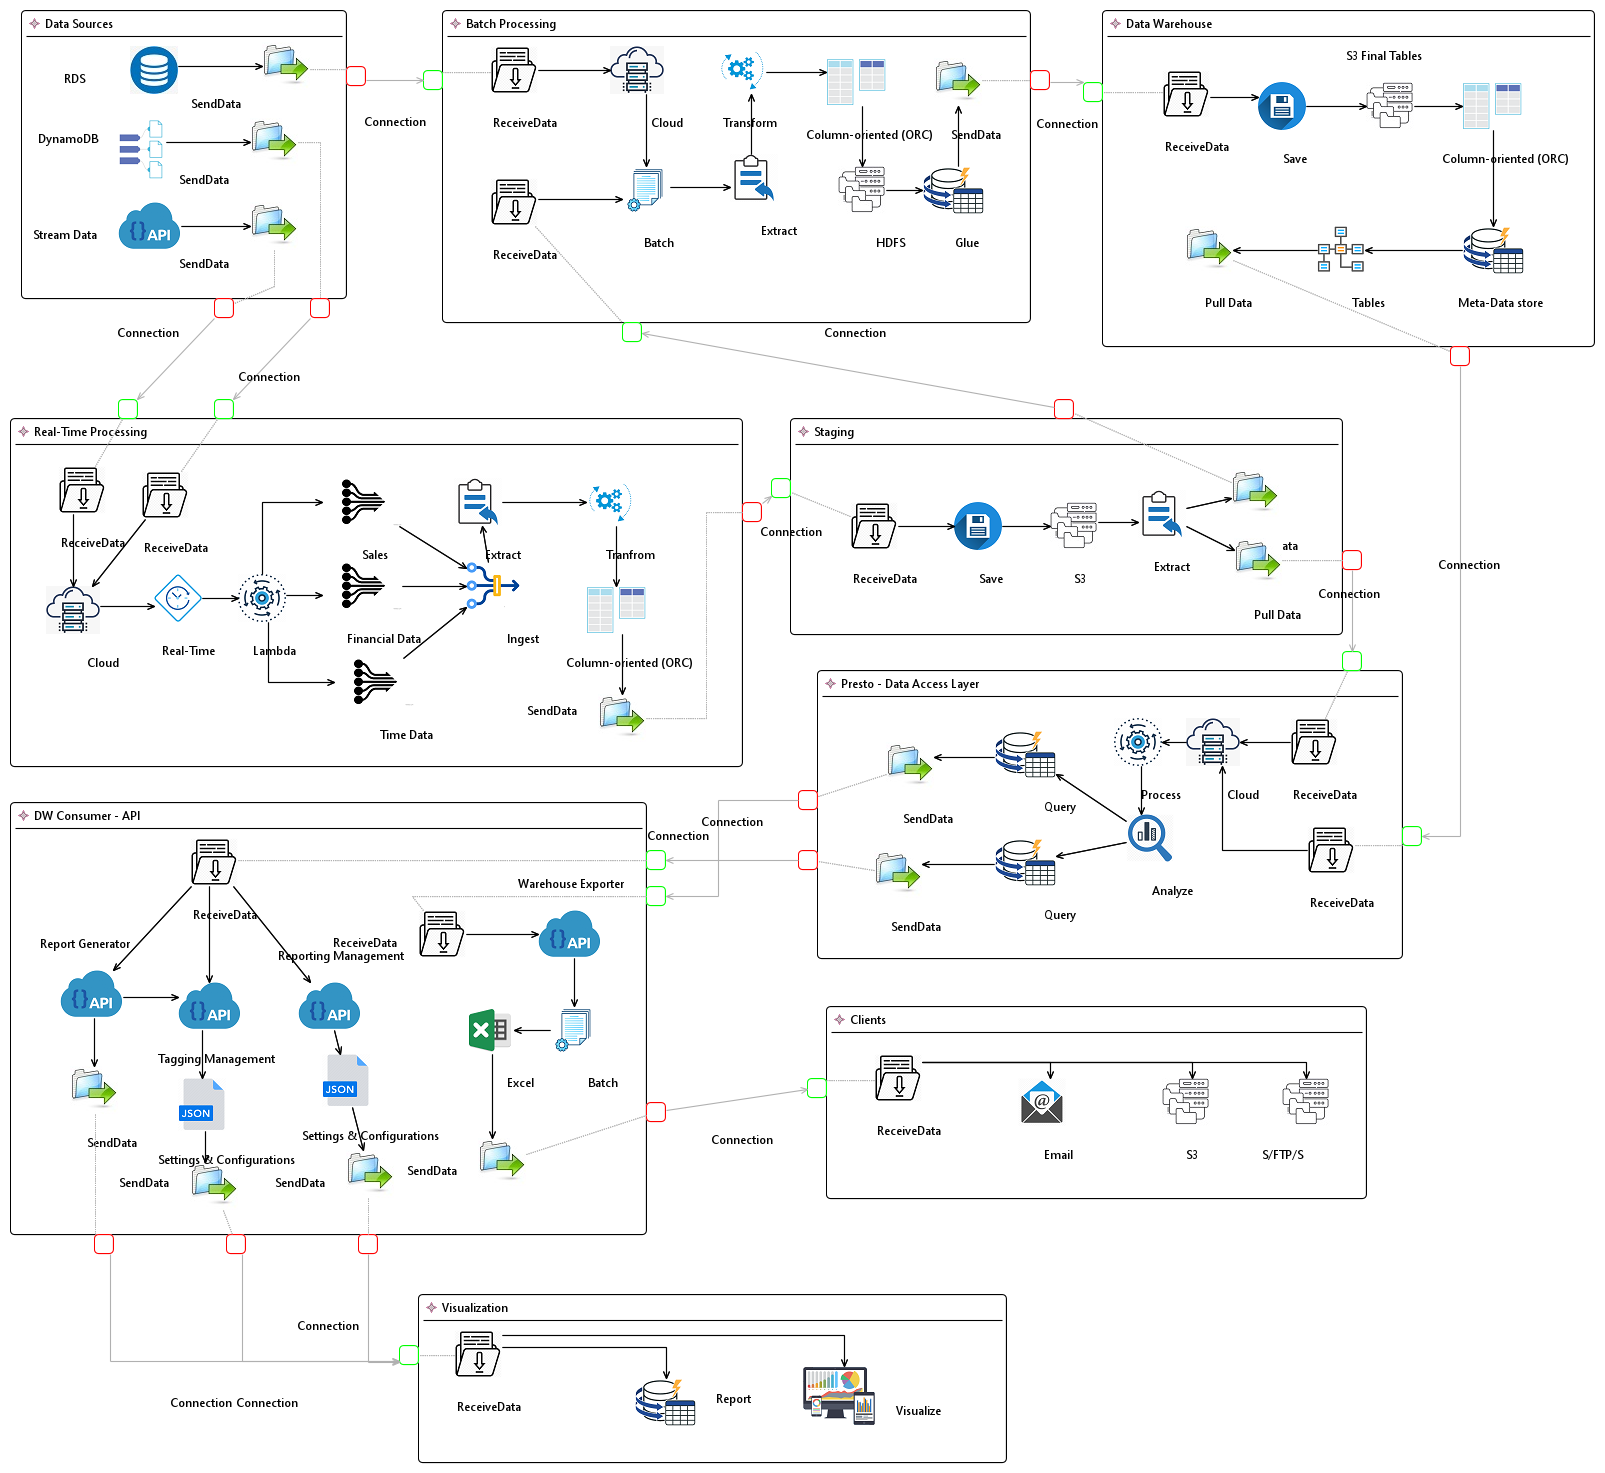 Data Sources
RDS
SendData
DynamoDB
SendData
Stream Data
API
SendData
Connection
Batch Processing
ReceiveData
Cloud
Transform
Column-oriented (ORC)
SendData
ReceiveData
Batch
Extract
HDFS
Glue
Connection
Data Warehouse
S3 Final Tables
ReceiveData
Save
Column-oriented (ORC)
Pull Data
Tables
Meta-Data store
Connection
Connection
Connection
Real-Time Processing
ReceiveData
ReceiveData
Cloud
Real-Time
Lambda
Sales
Financial Data
Time Data
Extract
Ingest
Tranfrom
Column-oriented (ORC)
SendData
Connection
Staging
ReceiveData
Save
S3
Extract
ata
Pull Data
Connection
Connection
Presto - Data Access Layer
SendData
Query
Process
Cloud
ReceiveData
SendData
Query
Analyze
ReceiveData
Connection
Connection
DW Consumer - API
ReceiveData
Warehouse Exporter
Report Generator
ReceiveData
Reporting Management
API
API
API
API
Tagging Management
JSON
JSON
Excel
Batch
Settings & Configurations
SendData
Settings & Configurations
SendData
SendData
SendData
Connection
Clients
ReceiveData
Email
S3
S/FTP/S
Connection
Connection Connection
Visualization
ReceiveData
Report
Visualize